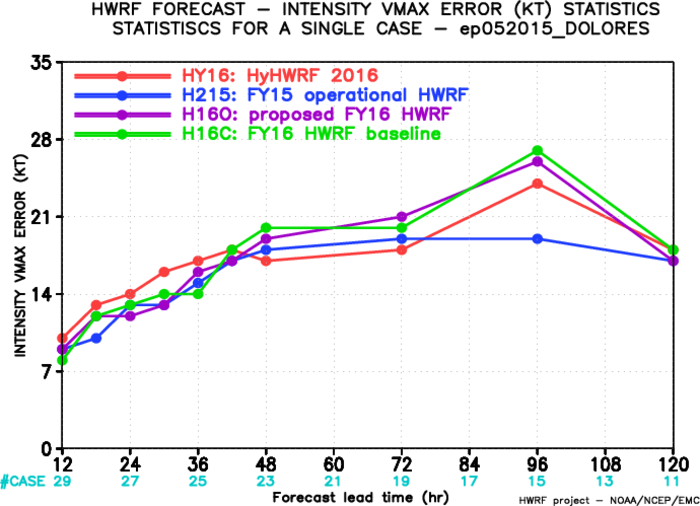 HWRF FORECAST – INTENSITY VMAX ERROR (KT) STATISTICS
STATISTISCS FOR A SINGLE CASE – ep052015_DOLORES
HY16: HyHWRF 2016
H215: FY15 operational HWRF
H16O: proposed FY16 HWRF
H16C: FY16 HWRF baseline
INTENSITY VMAX ERROR (KT)
35
28
21
14
7
0
12 24 36 48 60 72 84 96 108 120
#CASE 29 27 25 23 21 19 17 15 13 11
Forecast lead time (hr)
HWRF project – NOAA/NCEP/EMC